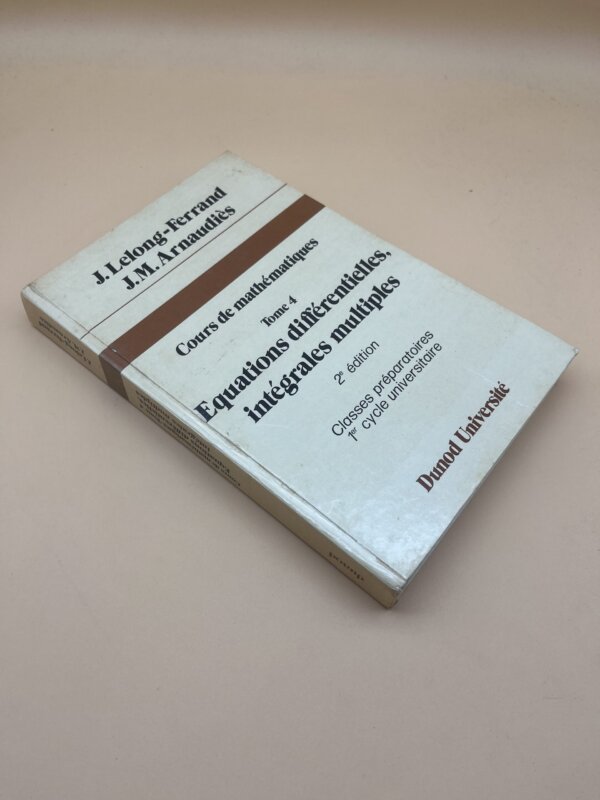 J. Lelong-Ferrand
J. M. Arnaudiès
Cours de mathématiques
Tome 4
Equations différentielles,
intégrales multiples
2e édition
Classes préparatoires
1er cycle universitaire
Dunod Université
dunod